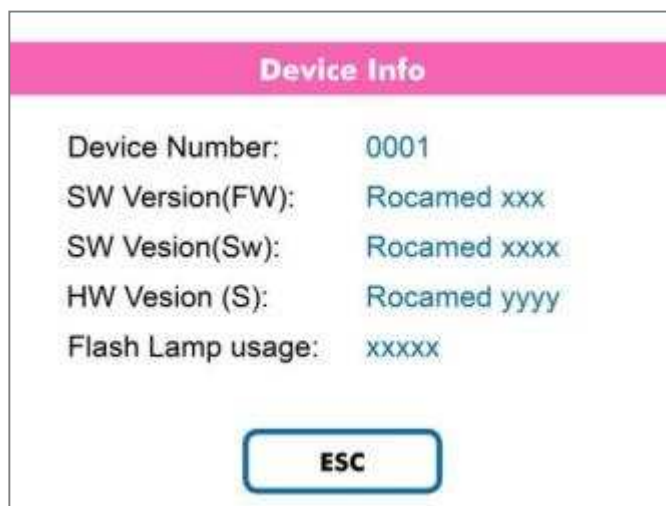 Device Info
Device Number: 0001
SW Version(FW): Rocamed xxx
SW Vesion(Sw): Rocamed xxxx
HW Vesion (S): Rocamed yyyy
Flash Lamp usage: xxxxx
ESC